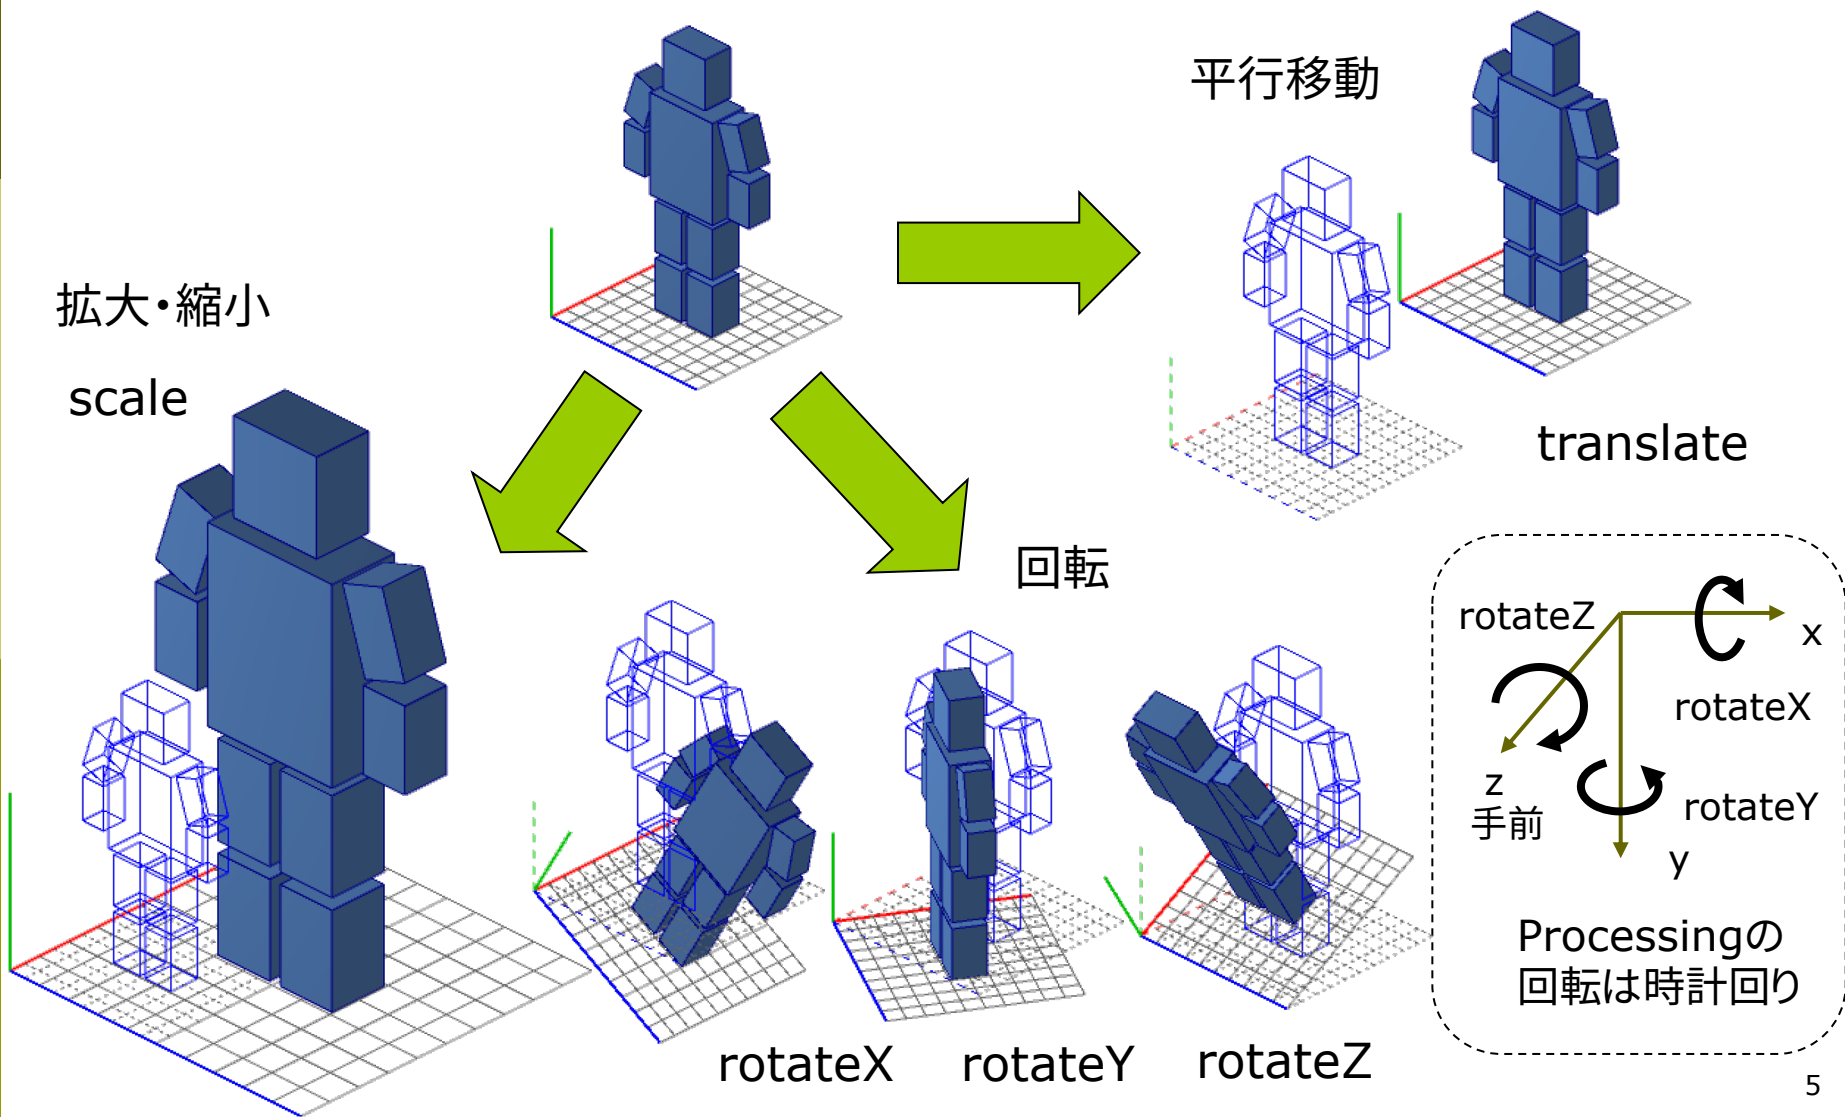 平行移動
translate
拡大・縮小
scale
回転
rotateX
rotateY
rotateZ
rotateZ
x
rotateX
z
手前
rotateY
y
Processingの
回転は時計回り
5